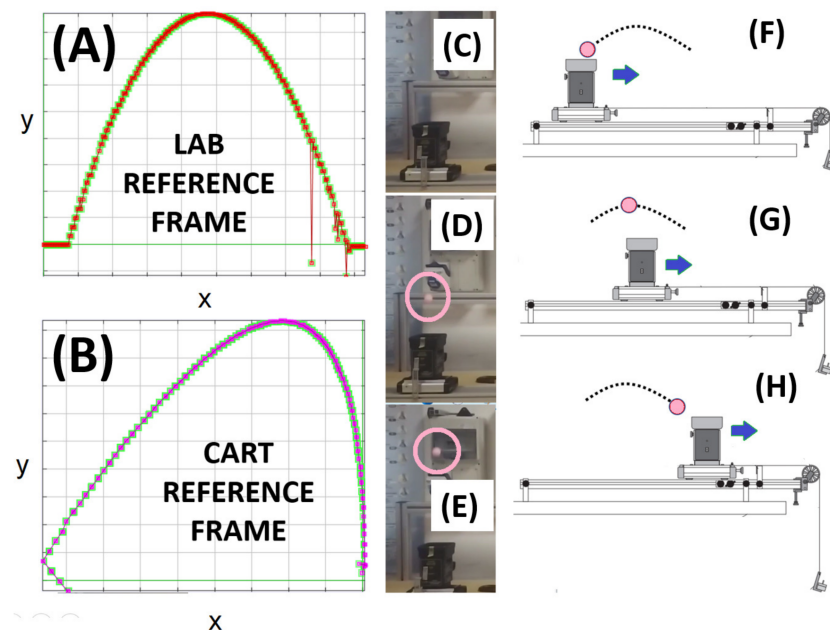 (A)
y
LAB
REFERENCE
FRAME
x
(B)
y
CART
REFERENCE
FRAME
x
(C)
(D)
(E)
(F)
(G)
(H)